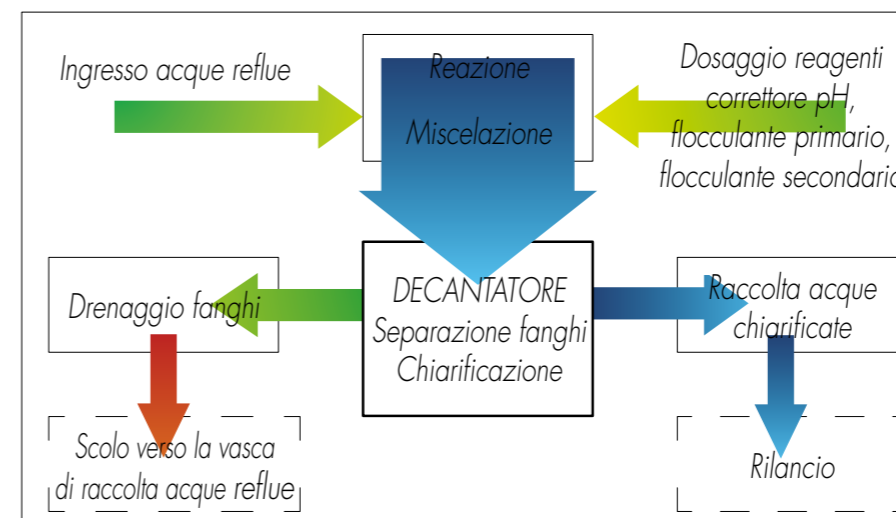 Ingresso acque reflue
Reazione
Miscelazione
Dosaggio reagenti
correttore pH,
flocculante primario,
flocculante secondario
Drenaggio fanghi
DECANTATORE
Separazione fanghi
Chiarificazione
Raccolta acque
chiarificate
Scolo verso la vasca
di raccolta acque reflue
Rilancio